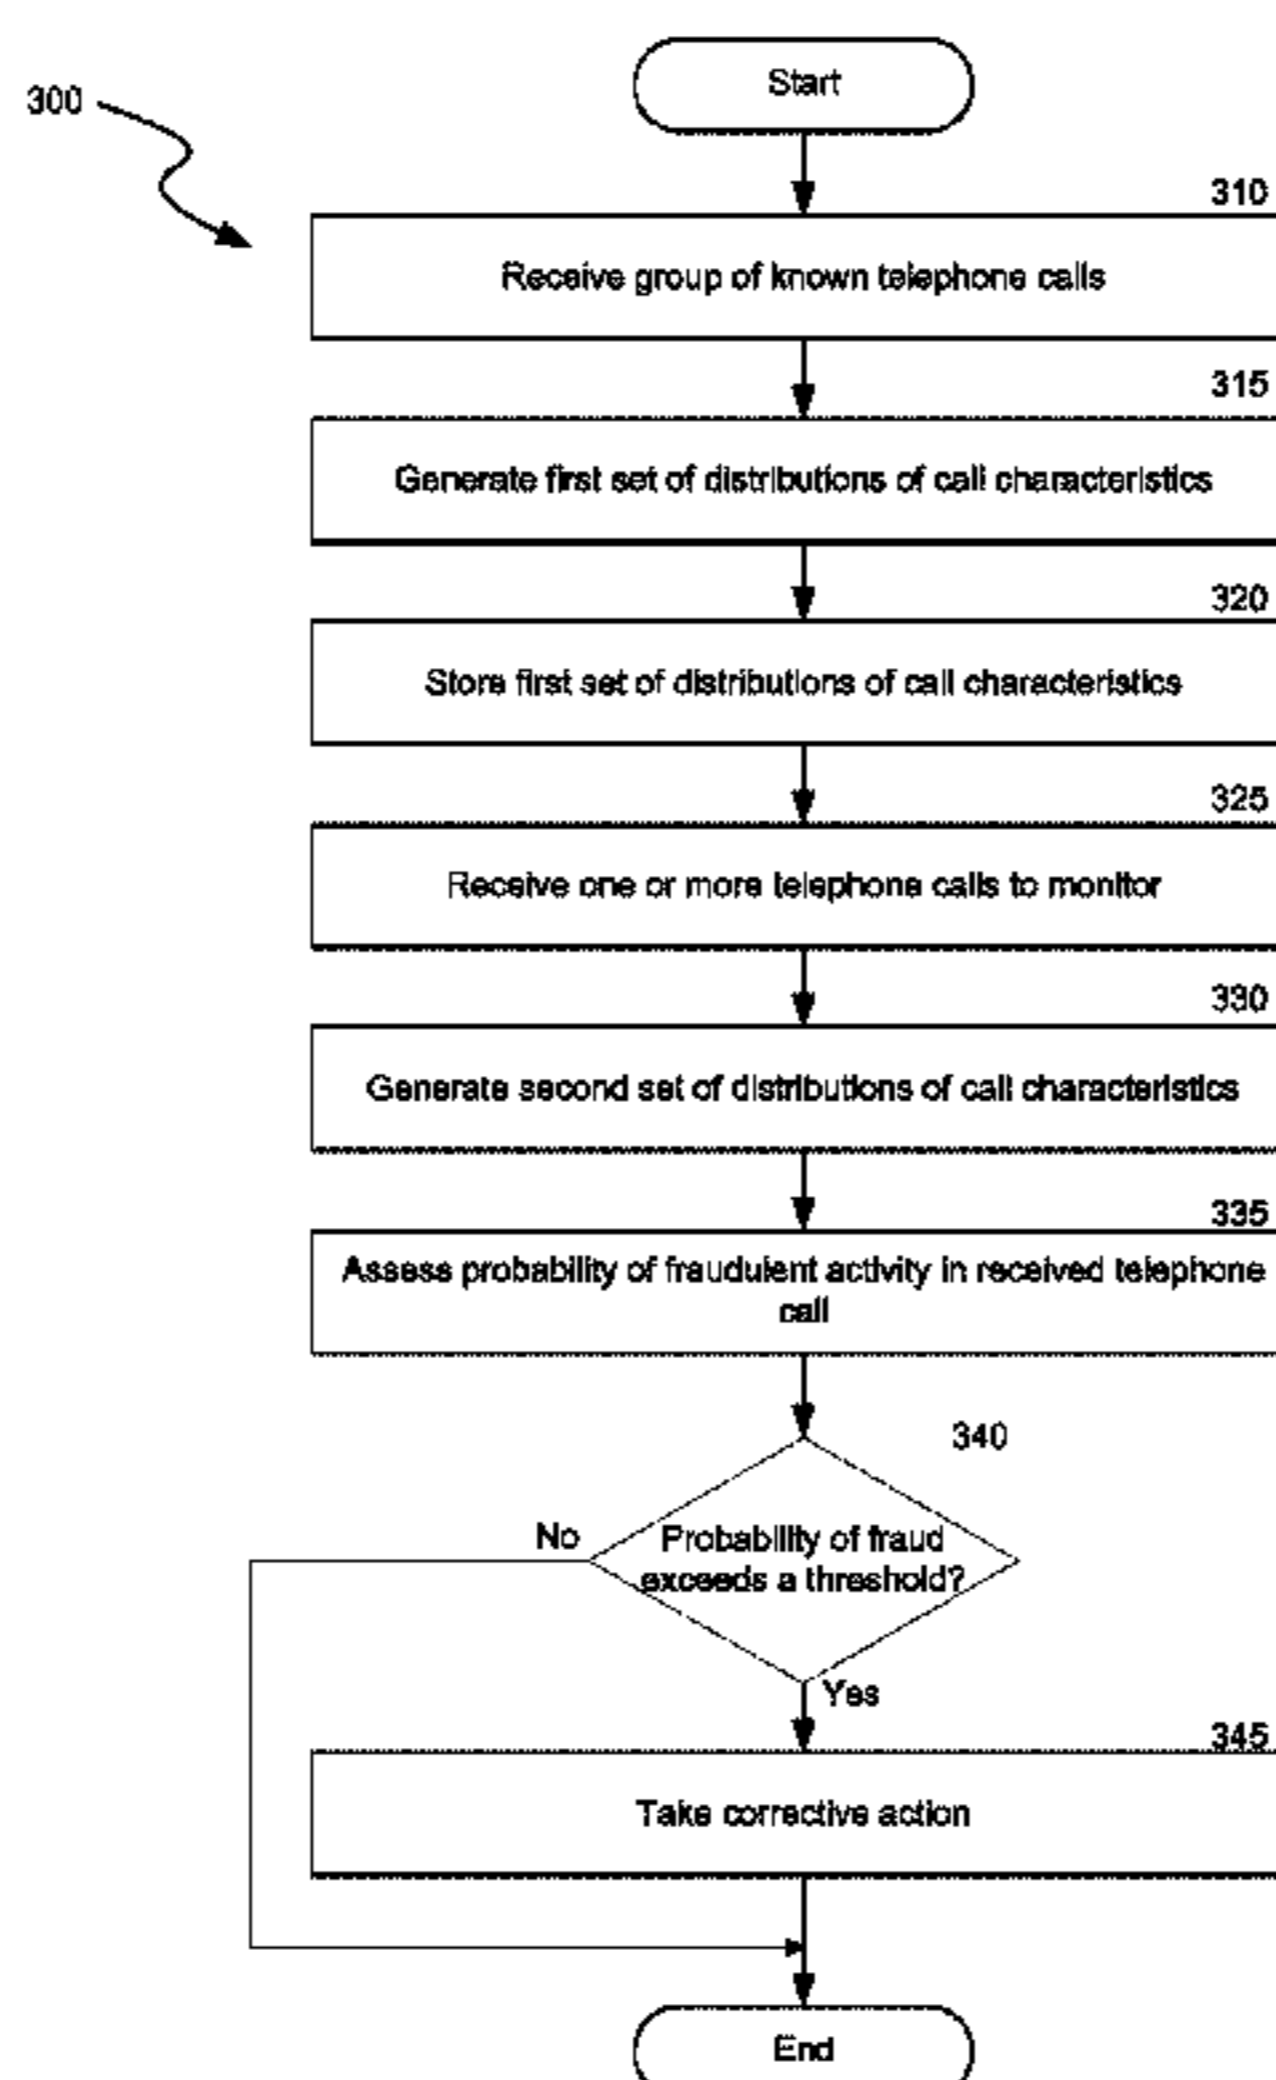 Start
300
310
Receive group of known telephone calls
315
Generate first set of distributions of call characteristics
320
Store first set of distributions of call characteristics
325
Receive one or more telephone calls to monitor
330
Generate second set of distributions of call characteristics
335
Assess probability of fraudulent activity in received telephone
call
340
No
Probability of fraud
exceeds a threshold?
Yes
345
Take corrective action
End